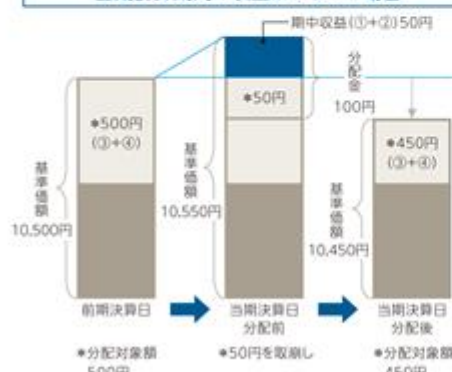 期中収益(①+②)50円
*50円
分配金
100円
*500円
(③+④)
*450円
(③+④)
基準価額
10,500円
基準価額
10,550円
基準価額
10,450円
前期決算日
当期決算日
分配前
当期決算日
分配後
*分配対象額
500円
*50円を取崩し
*分配対象額
450円